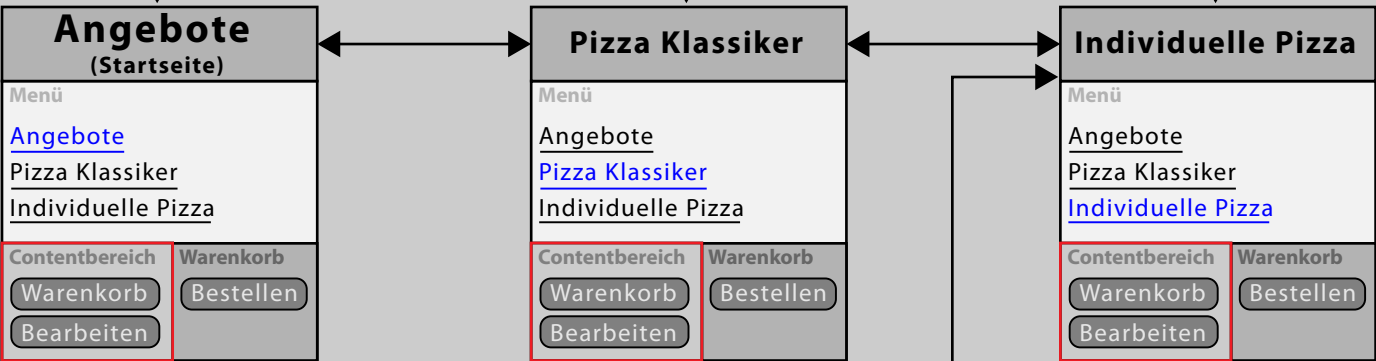 Angebote
(Startseite)
Menü
Angebote
Pizza Klassiker
Individuelle Pizza
Contentbereich
Warenkorb
Bearbeiten
Warenkorb
Bestellen
Pizza Klassiker
Menü
Angebote
Pizza Klassiker
Individuelle Pizza
Contentbereich
Warenkorb
Bearbeiten
Warenkorb
Bestellen
Individuelle Pizza
Menü
Angebote
Pizza Klassiker
Individuelle Pizza
Contentbereich
Warenkorb
Bearbeiten
Warenkorb
Bestellen